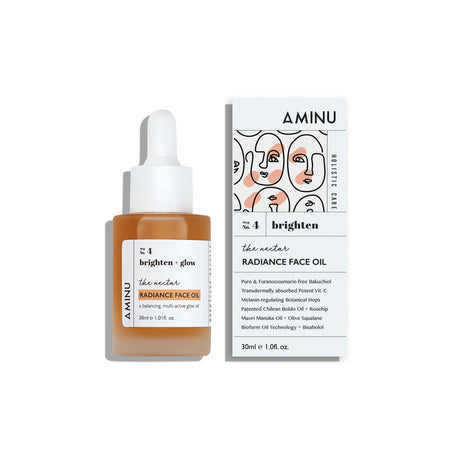 Step
No. 4
brighten + glow
the nectar
RADIANCE FACE OIL
a balancing, multi-active glow oil
30ml e 1.0fl. oz.
AMINU
AMINU
HOLISTIC CARE
Step
No. 4
brighten
the nectar
RADIANCE FACE OIL
Pure & Furanocoumarin-free Bakuchiol
Transdermally absorbed Potent Vit. C
Melanin-regulating Botanical Hops
Patented Chilean Boldo Oil + Rosehip
Maori Manuka Oil + Olive Squalane
Bioferm Oil Technology + Bisabolol
30ml e 1.0fl. oz.